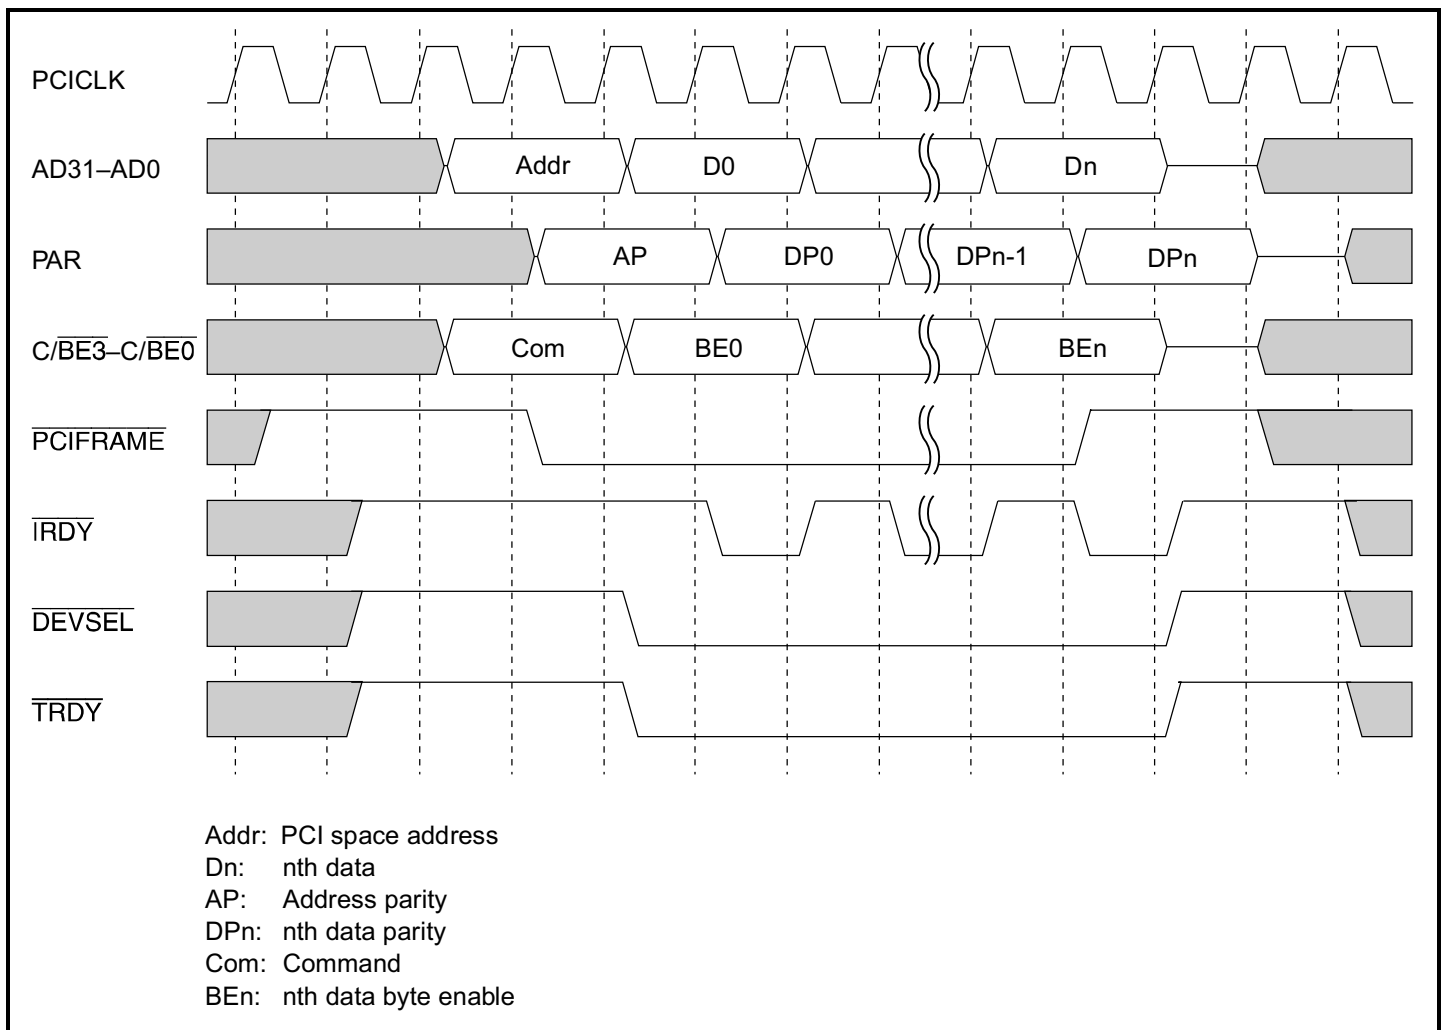 PCICLK
AD31–AD0 Addr D0 Dn
PAR AP DP0 DPn-1 DPn
C/BE3–C/BE0 Com BE0 BEn
PCIFRAME
IRDY
DEVSEL
TRDY
Addr: PCI space address
Dn: nth data
AP: Address parity
DPn: nth data parity
Com: Command
BEn: nth data byte enable